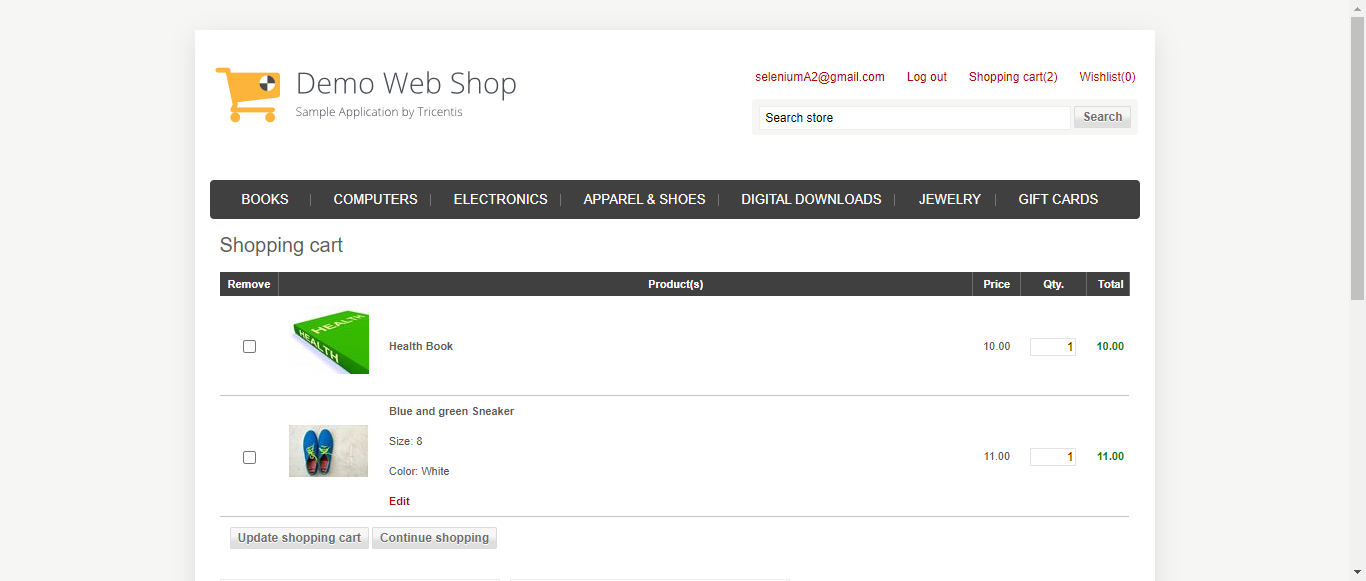 Demo Web Shop
Sample Application by Tricentis
seleniumA2@gmail.com Log out Shopping cart(2) Wishlist(0)
Search store Search
BOOKS COMPUTERS ELECTRONICS APPAREL & SHOES DIGITAL DOWNLOADS JEWELRY GIFT CARDS
Shopping cart
Remove Product(s) Price Qty. Total
HEALTH
HEALTH
Health Book 10.00 1 10.00
Blue and green Sneaker
Size: 8
Color: White
Edit
11.00 1 11.00
Update shopping cart Continue shopping